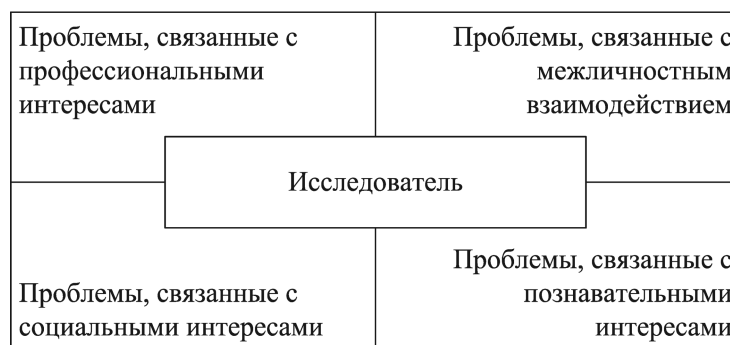 Проблемы, связанные с
профессиональными
интересами
Проблемы, связанные с
межличностным
взаимодействием
Исследователь
Проблемы, связанные с
социальными интересами
Проблемы, связанные с
познавательными
интересами